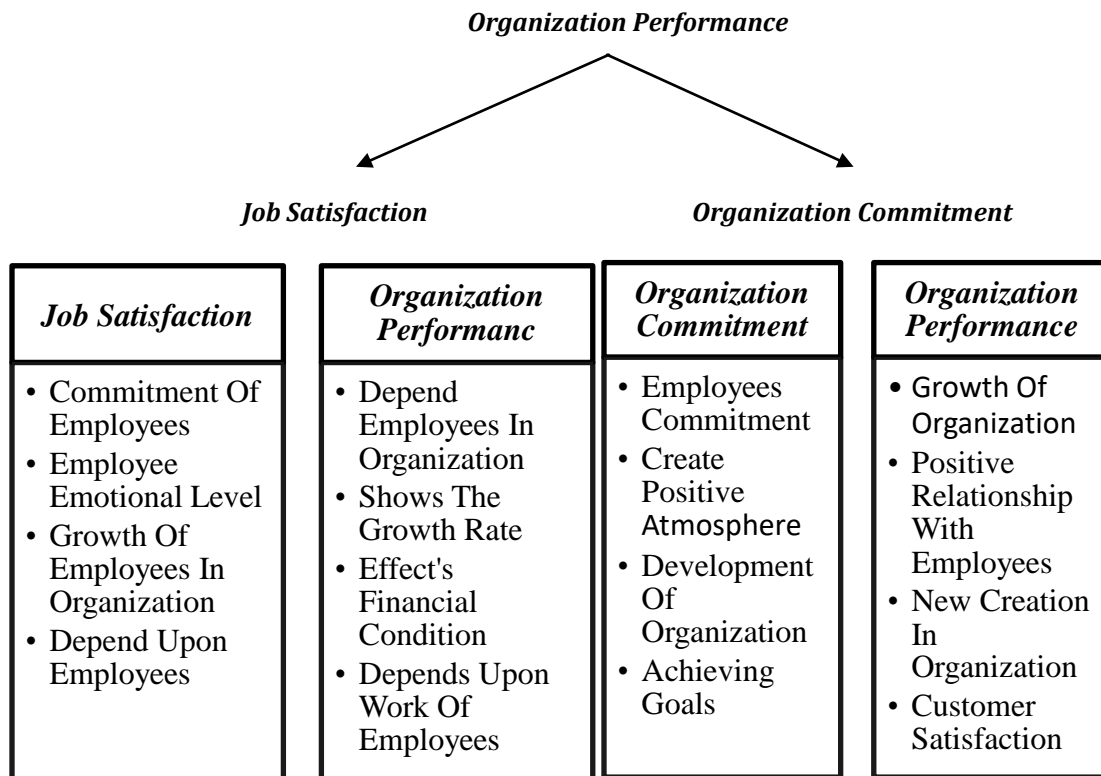 Organization Performance
Job Satisfaction
Organization Commitment
Job Satisfaction
• Commitment Of
Employees
• Employee
Emotional Level
• Growth Of
Employees In
Organization
• Depend Upon
Employees
Organization
Performanc
• Depend
Employees In
Organization
• Shows The
Growth Rate
• Effect's
Financial
Condition
• Depends Upon
Work Of
Employees
Organization
Commitment
• Employees
Commitment
• Create
Positive
Atmosphere
• Development
Of
Organization
• Achieving
Goals
Organization
Performance
• Growth Of
Organization
• Positive
Relationship
With
Employees
• New Creation
In
Organization
• Customer
Satisfaction